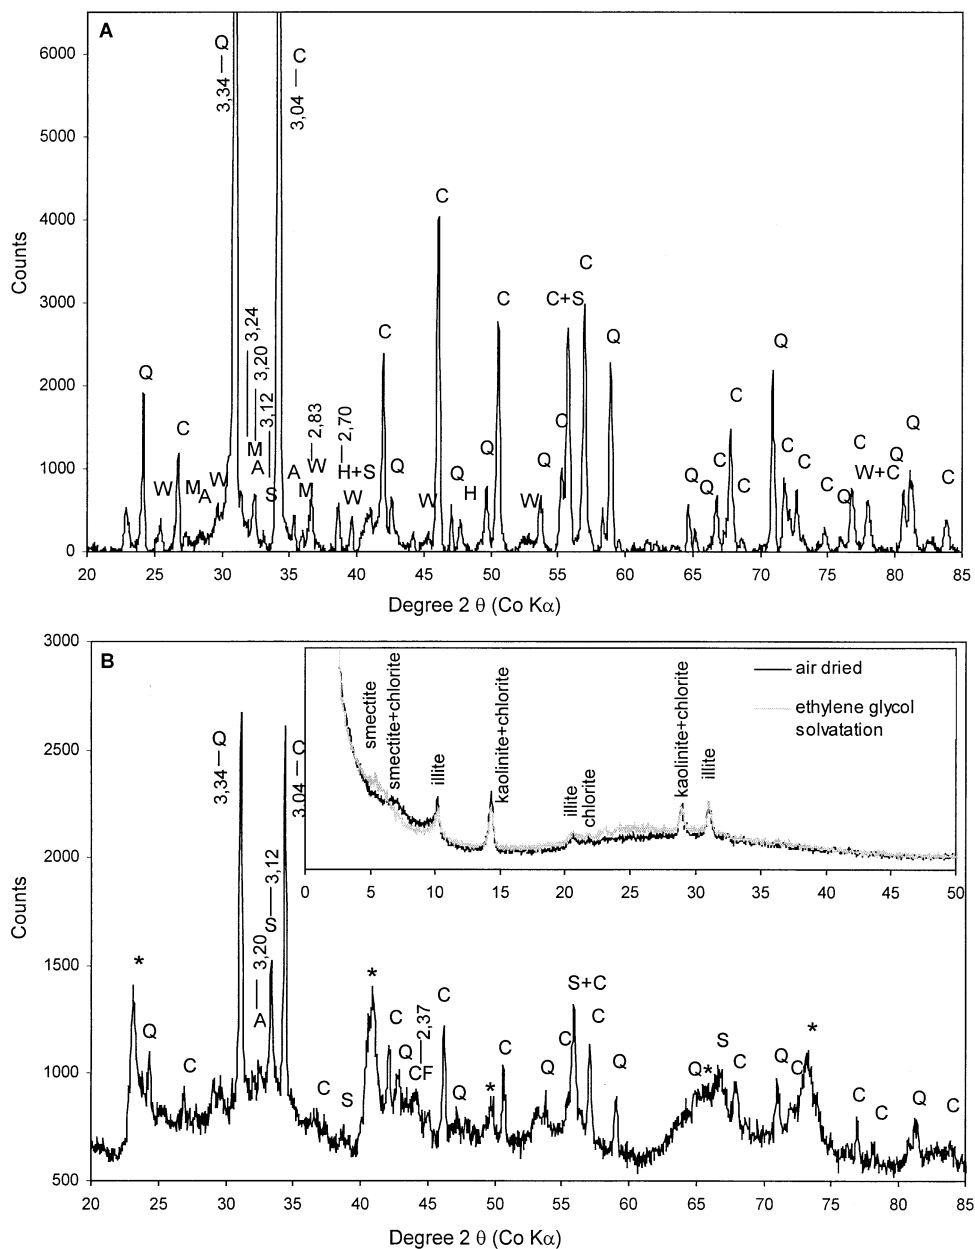 A
6000
5000
4000
3000
2000
1000
0
Counts
3,34 — Q
3,04 — C
3,24
3,20
3,12
2,83
2,70
Q
C
W
M
A
W
M
A
S
A
M
W
H+S
W
C
Q
W
C
Q
H
Q
C
W
Q
C
C+S
C
Q
Q
Q
C
C
C
Q
C
C
C
Q
C
W+C
Q
Q
C
20 25 30 35 40 45 50 55 60 65 70 75 80 85
Degree 2 θ (Co Kα)
B
3000
2500
2000
1500
1000
500
Counts
3,34 — Q
3,04 — C
S — 3,12
A — 3,20
*
Q
C
C
S
*
C
Q
CF — 2,37
C
Q
*
C
Q
C
S+C
C
Q
Q
*
S
C
Q
C
*
C
C
Q
C
smectite
smectite+chlorite
illite
kaolinite+chlorite
illite
chlorite
kaolinite+chlorite
illite
air dried
ethylene glycol
solvatation
0 5 10 15 20 25 30 35 40 45 50
20 25 30 35 40 45 50 55 60 65 70 75 80 85
Degree 2 θ (Co Kα)